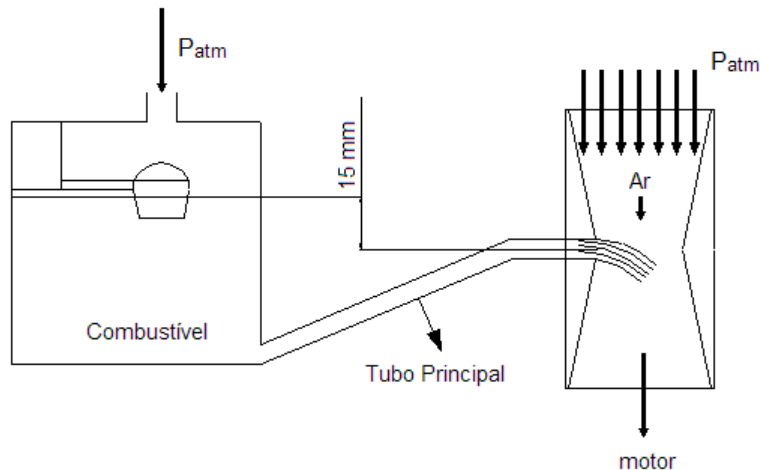 Patm
Patm
15 mm
Ar
Combustível
Tubo Principal
motor